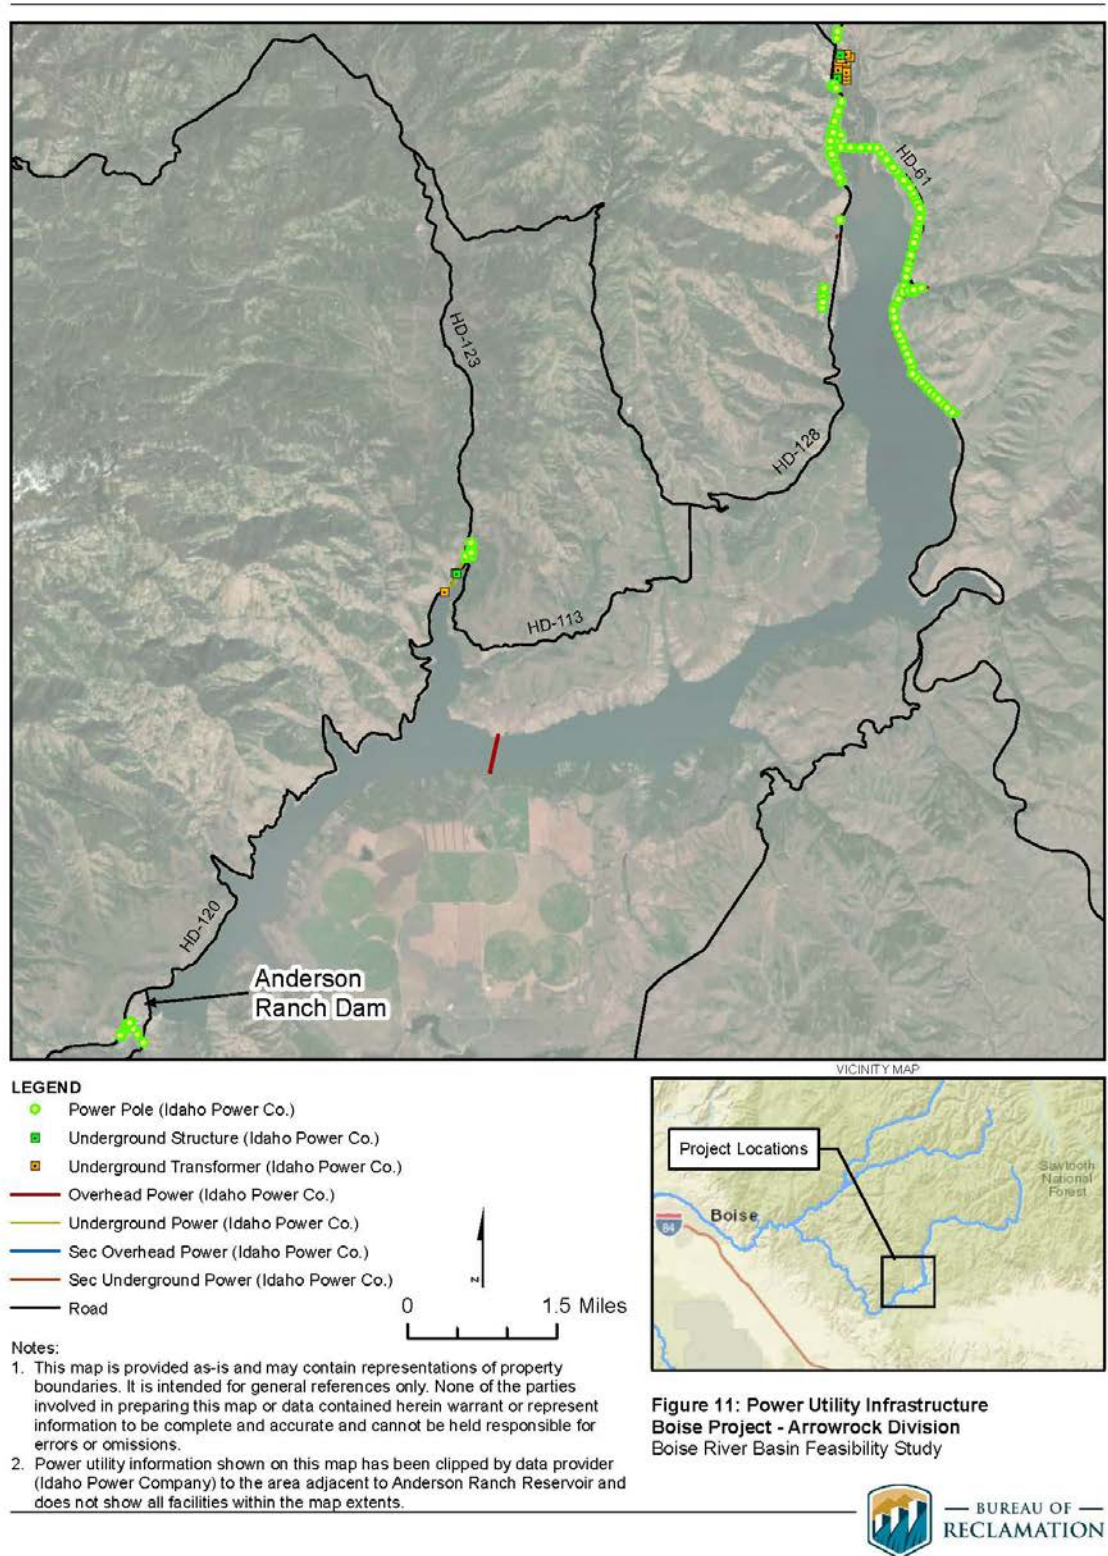 HD-61
HD-123
HD-128
HD-113
HD-120
Anderson
Ranch Dam
LEGEND
Power Pole (Idaho Power Co.)
Underground Structure (Idaho Power Co.)
Underground Transformer (Idaho Power Co.)
Overhead Power (Idaho Power Co.)
Underground Power (Idaho Power Co.)
Sec Overhead Power (Idaho Power Co.)
Sec Underground Power (Idaho Power Co.)
Road
N
0 1.5 Miles
Notes:
1. This map is provided as-is and may contain representations of property
boundaries. It is intended for general references only. None of the parties
involved in preparing this map or data contained herein warrant or represent
information to be complete and accurate and cannot be held responsible for
errors or omissions.
2. Power utility information shown on this map has been clipped by data provider
(Idaho Power Company) to the area adjacent to Anderson Ranch Reservoir and
does not show all facilities within the map extents.
VICINITY MAP
Project Locations
Sawtooth
National
Forest
Boise
84
Figure 11: Power Utility Infrastructure
Boise Project - Arrowrock Division
Boise River Basin Feasibility Study
BUREAU OF
RECLAMATION